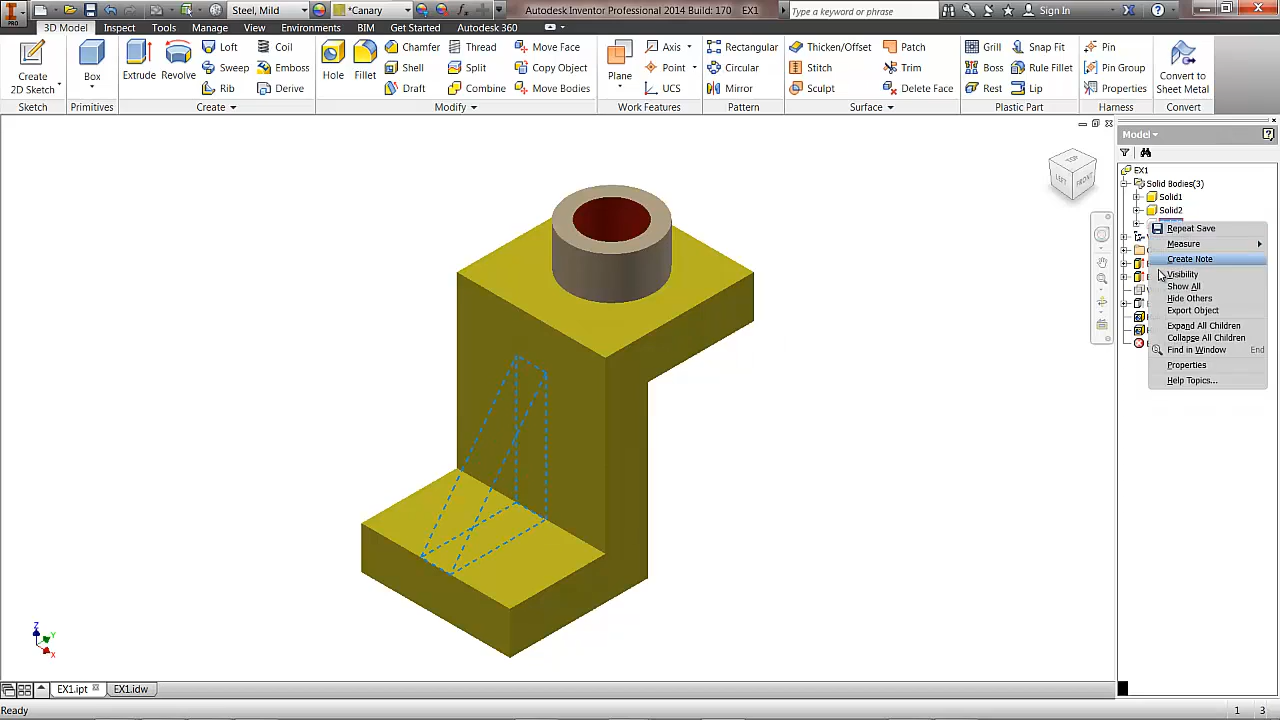 Steel, Mild
*Canary
Autodesk Inventor Professional 2014 Build: 170 EX1
Type a keyword or phrase
Sign In
PRO
3D Model Inspect Tools Manage View Environments BIM Get Started Autodesk 360
Create
2D Sketch
Sketch
Box
Primitives
Extrude Revolve
Loft Coil
Sweep Emboss
Rib Derive
Create
Hole Fillet
Chamfer Thread Move Face
Shell Split Copy Object
Draft Combine Move Bodies
Modify
Plane
Axis
Point
UCS
Work Features
Rectangular
Circular
Mirror
Pattern
Thicken/Offset Patch
Stitch Trim
Sculpt Delete Face
Surface
Grill Snap Fit
Boss Rule Fillet
Rest Lip
Plastic Part
Pin
Pin Group
Properties
Harness
Convert to
Sheet Metal
Convert
Model
EX1
Solid Bodies(3)
Solid1
Solid2
Repeat Save
Measure
Create Note
Visibility
Show All
Hide Others
Export Object
Expand All Children
Collapse All Children
Find in Window End
Properties
Help Topics...
TOP
LEFT FRONT
Z
Y
X
EX1.ipt EX1.idw
Ready
1 3